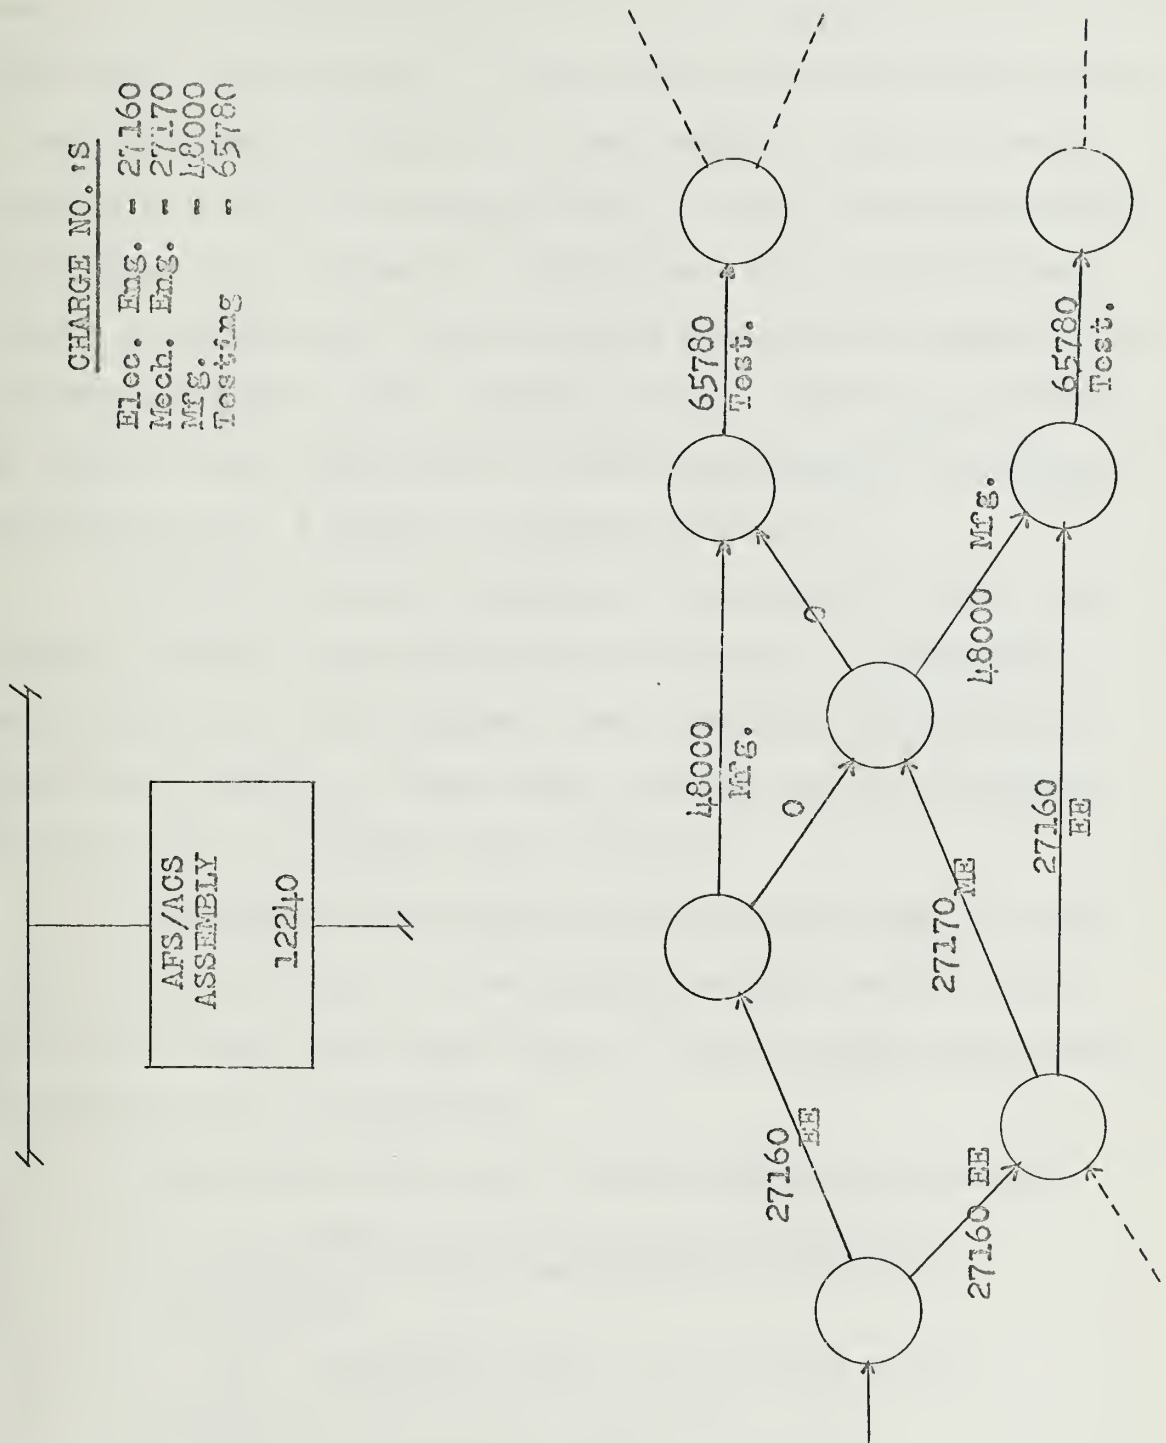 CHARGE NO.'S
Elec. Eng. - 27160
Mech. Eng. - 27170
Mfg. - 48000
Testing - 65780
AFS/ACS
ASSEMBLY
12240
27160
EE
27160 EE
48000
Mfg.
0
27170 ME
27160
EE
0
48000 Mfg.
65780
Test.
65780
Test.